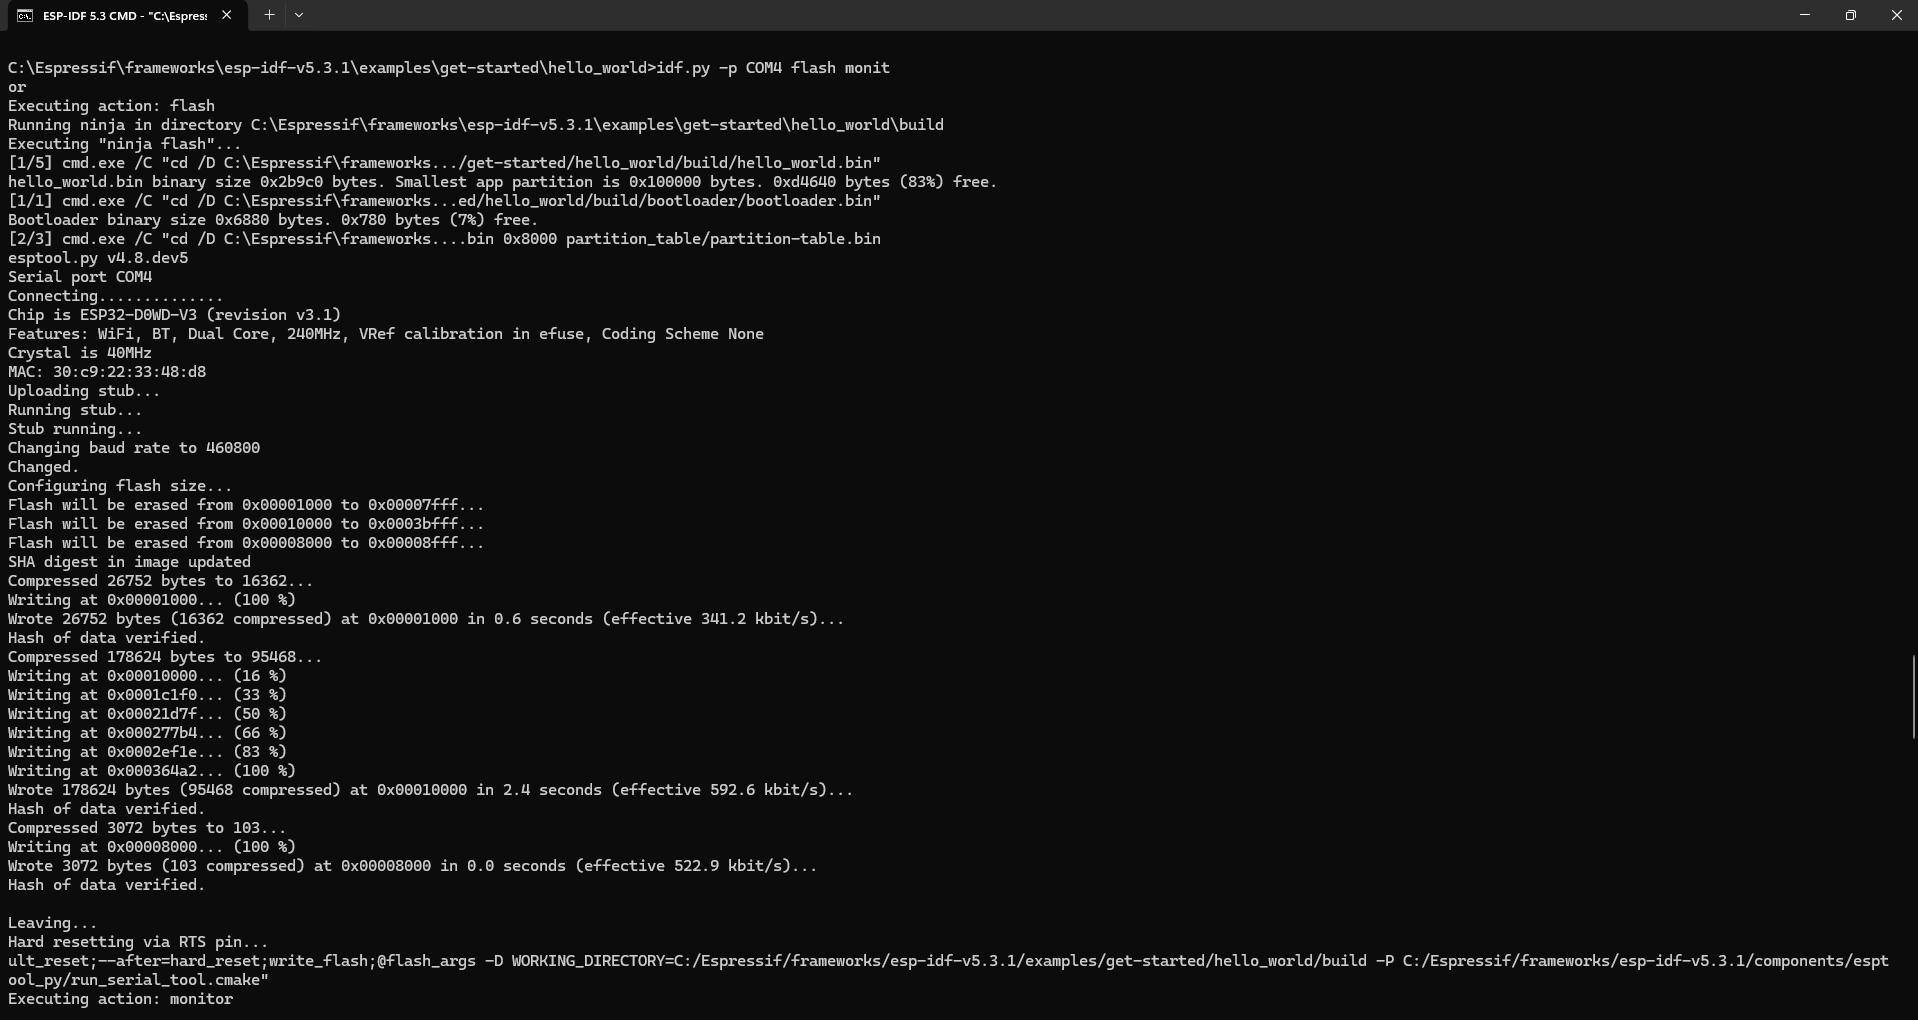 ESP-IDF 5.3 CMD - "C:\Espress
C:\Espressif\frameworks\esp-idf-v5.3.1\examples\get-started\hello_world>idf.py -p COM4 flash monit
or
Executing action: flash
Running ninja in directory C:\Espressif\frameworks\esp-idf-v5.3.1\examples\get-started\hello_world\build
Executing "ninja flash"...
[1/5] cmd.exe /C "cd /D C:\Espressif\frameworks.../get-started/hello_world/build/hello_world.bin"
hello_world.bin binary size 0x2b9c0 bytes. Smallest app partition is 0x100000 bytes. 0xd4640 bytes (83%) free.
[1/1] cmd.exe /C "cd /D C:\Espressif\frameworks...ed/hello_world/build/bootloader/bootloader.bin"
Bootloader binary size 0x6880 bytes. 0x780 bytes (7%) free.
[2/3] cmd.exe /C "cd /D C:\Espressif\frameworks....bin 0x8000 partition_table/partition-table.bin
esptool.py v4.8.dev5
Serial port COM4
Connecting..............
Chip is ESP32-D0WD-V3 (revision v3.1)
Features: WiFi, BT, Dual Core, 240MHz, VRef calibration in efuse, Coding Scheme None
Crystal is 40MHz
MAC: 30:c9:22:33:48:d8
Uploading stub...
Running stub...
Stub running...
Changing baud rate to 460800
Changed.
Configuring flash size...
Flash will be erased from 0x00001000 to 0x00007fff...
Flash will be erased from 0x00010000 to 0x0003bfff...
Flash will be erased from 0x00008000 to 0x00008fff...
SHA digest in image updated
Compressed 26752 bytes to 16362...
Writing at 0x00001000... (100 %)
Wrote 26752 bytes (16362 compressed) at 0x00001000 in 0.6 seconds (effective 341.2 kbit/s)...
Hash of data verified.
Compressed 178624 bytes to 95468...
Writing at 0x00010000... (16 %)
Writing at 0x0001c1f0... (33 %)
Writing at 0x00021d7f... (50 %)
Writing at 0x000277b4... (66 %)
Writing at 0x0002ef1e... (83 %)
Writing at 0x000364a2... (100 %)
Wrote 178624 bytes (95468 compressed) at 0x00010000 in 2.4 seconds (effective 592.6 kbit/s)...
Hash of data verified.
Compressed 3072 bytes to 103...
Writing at 0x00008000... (100 %)
Wrote 3072 bytes (103 compressed) at 0x00008000 in 0.0 seconds (effective 522.9 kbit/s)...
Hash of data verified.
Leaving...
Hard resetting via RTS pin...
ult_reset;--after=hard_reset;write_flash;@flash_args -D WORKING_DIRECTORY=C:/Espressif/frameworks/esp-idf-v5.3.1/examples/get-started/hello_world/build -P C:/Espressif/frameworks/esp-idf-v5.3.1/components/espt
ool_py/run_serial_tool.cmake"
Executing action: monitor